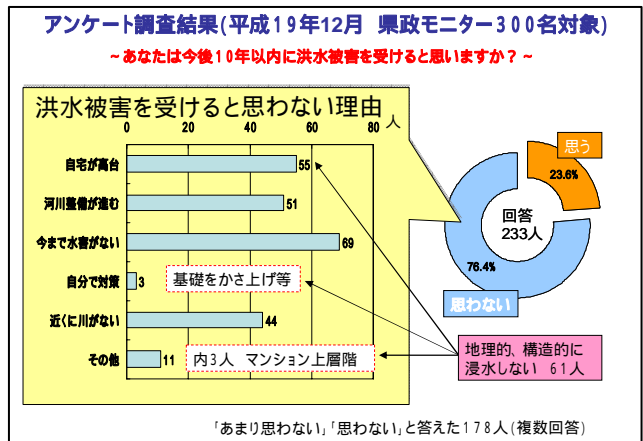 アンケート調査結果(平成19年12月 県政モニター300名対象)
～あなたは今後10年以内に洪水被害を受けると思いますか？～
洪水被害を受けると思わない理由
0 20 40 60 80 人
自宅が高台 55
河川整備が進む 51
今まで水害がない 69
自分で対策 3 基礎をかさ上げ等
近くに川がない 44
その他 11 内3人 マンション上層階
思う
23.6%
回答
233人
76.4%
思わない
地理的、構造的に
浸水しない 61人
「あまり思わない」「思わない」と答えた178人(複数回答)